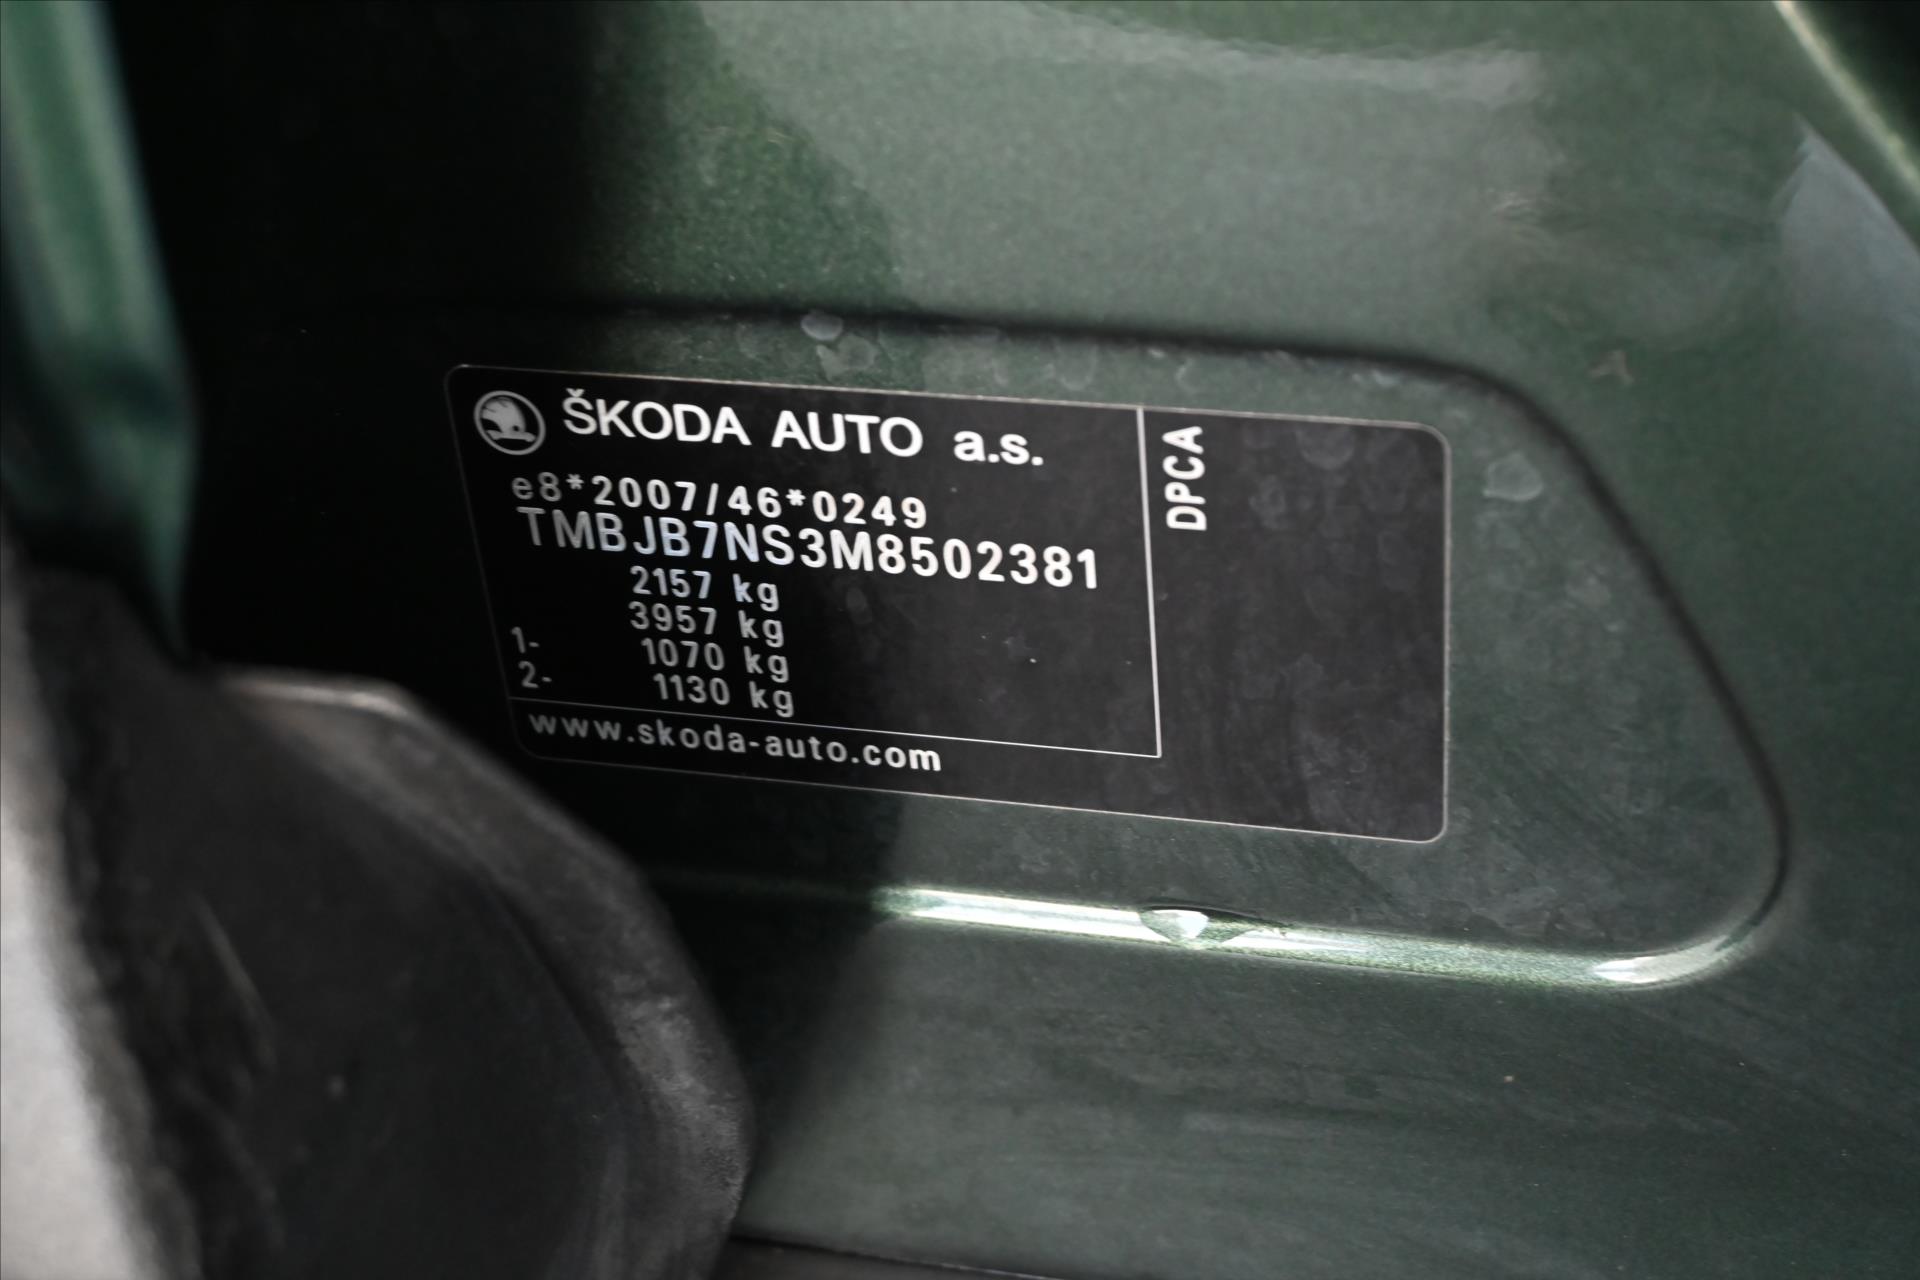 ŠKODA AUTO a.s.
e8*2007/46*0249
TMBJB7NS3M8502381
2157 kg
3957 kg
1- 1070 kg
2- 1130 kg
www.skoda-auto.com
DPCA